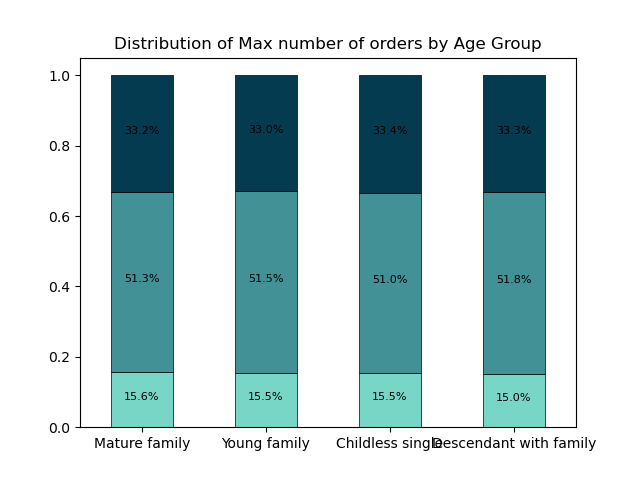 Distribution of Max number of orders by Age Group
1.0
0.8
0.6
0.4
0.2
0.0
33.2% 33.0% 33.4% 33.3%
51.3% 51.5% 51.0% 51.8%
15.6% 15.5% 15.5% 15.0%
Mature family Young family Childless single Descendant with family